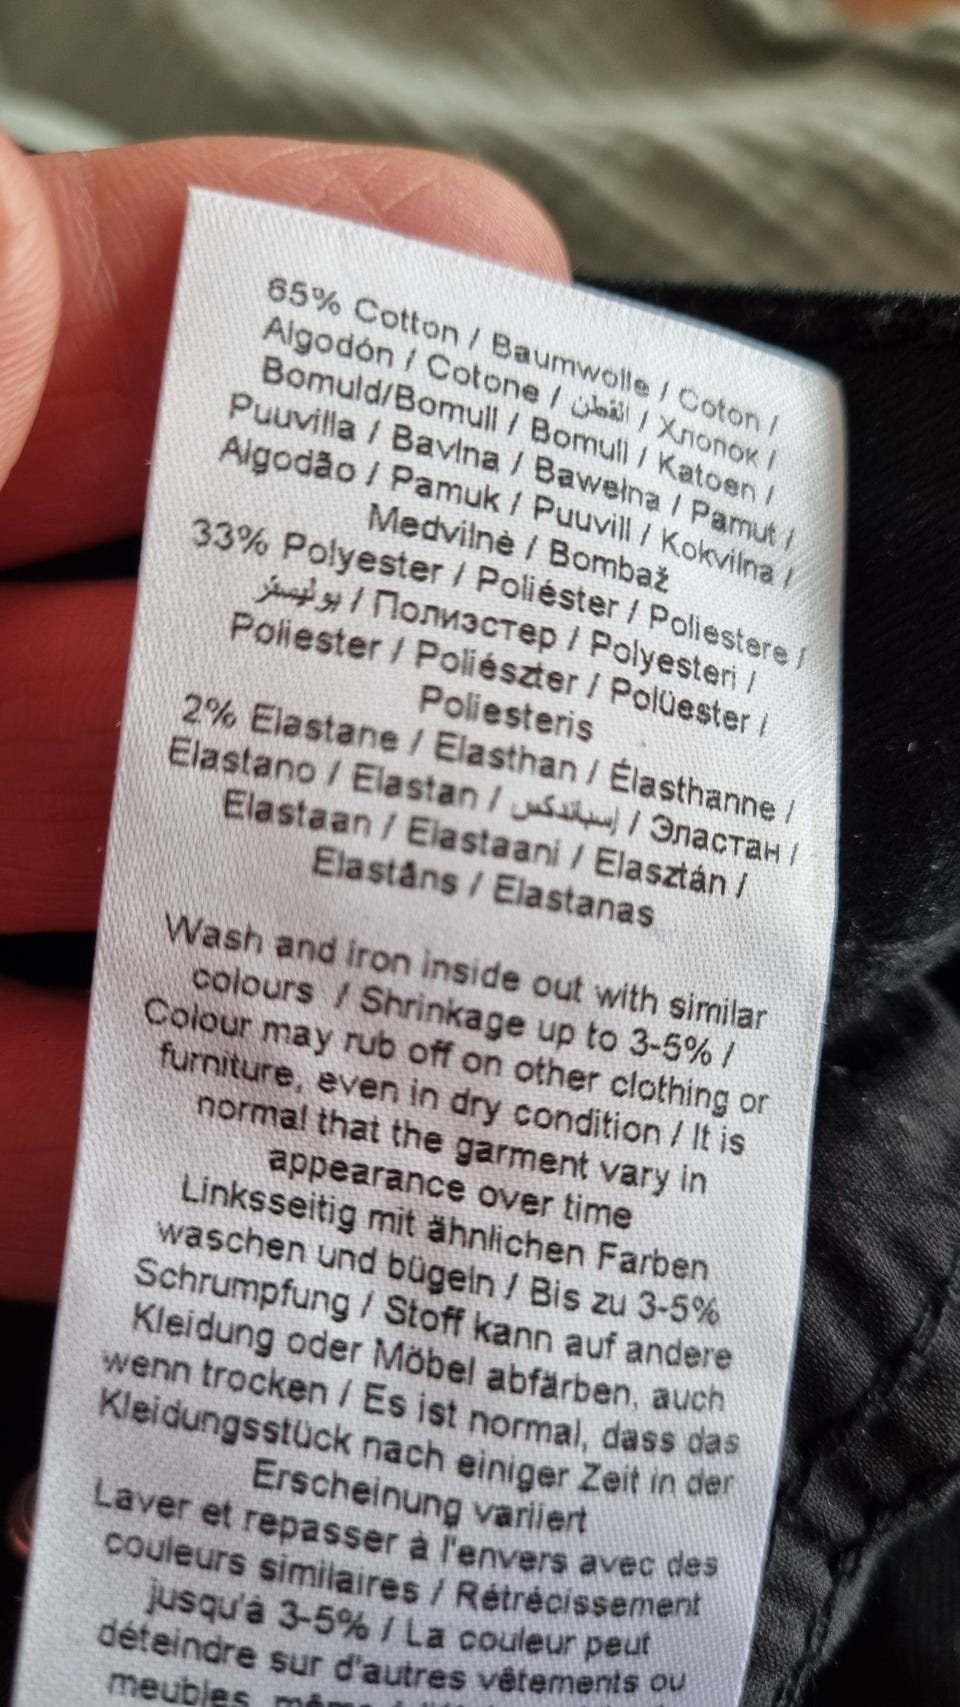 65% Cotton / Baumwolle / Coton /
Algodón / Cotone / القطن / Хлопок /
Bomuld/Bomull / Bomull / Katoen /
Puuvilla / Bavlna / Bawełna / Pamut /
Algodão / Pamuk / Puuvill / Kokvilna /
Medvilnė / Bombaž
33% Polyester / Poliéster / Poliestere /
بوليستر / Полиэстер / Polyesteri /
Poliester / Poliészter / Polüester /
Poliesteris
2% Elastane / Elasthan / Élasthanne /
Elastano / Elastan / إسباندكس / Эластан /
Elastaan / Elastaani / Elasztán /
Elastāns / Elastanas
Wash and iron inside out with similar
colours / Shrinkage up to 3-5% /
Colour may rub off on other clothing or
furniture, even in dry condition / It is
normal that the garment vary in
appearance over time
Linksseitig mit ähnlichen Farben
waschen und bügeln / Bis zu 3-5%
Schrumpfung / Stoff kann auf andere
Kleidung oder Möbel abfärben, auch
wenn trocken / Es ist normal, dass das
Kleidungsstück nach einiger Zeit in der
Erscheinung variiert
Laver et repasser à l'envers avec des
couleurs similaires / Rétrécissement
jusqu'à 3-5% / La couleur peut
déteindre sur d'autres vêtements ou
meubles, même